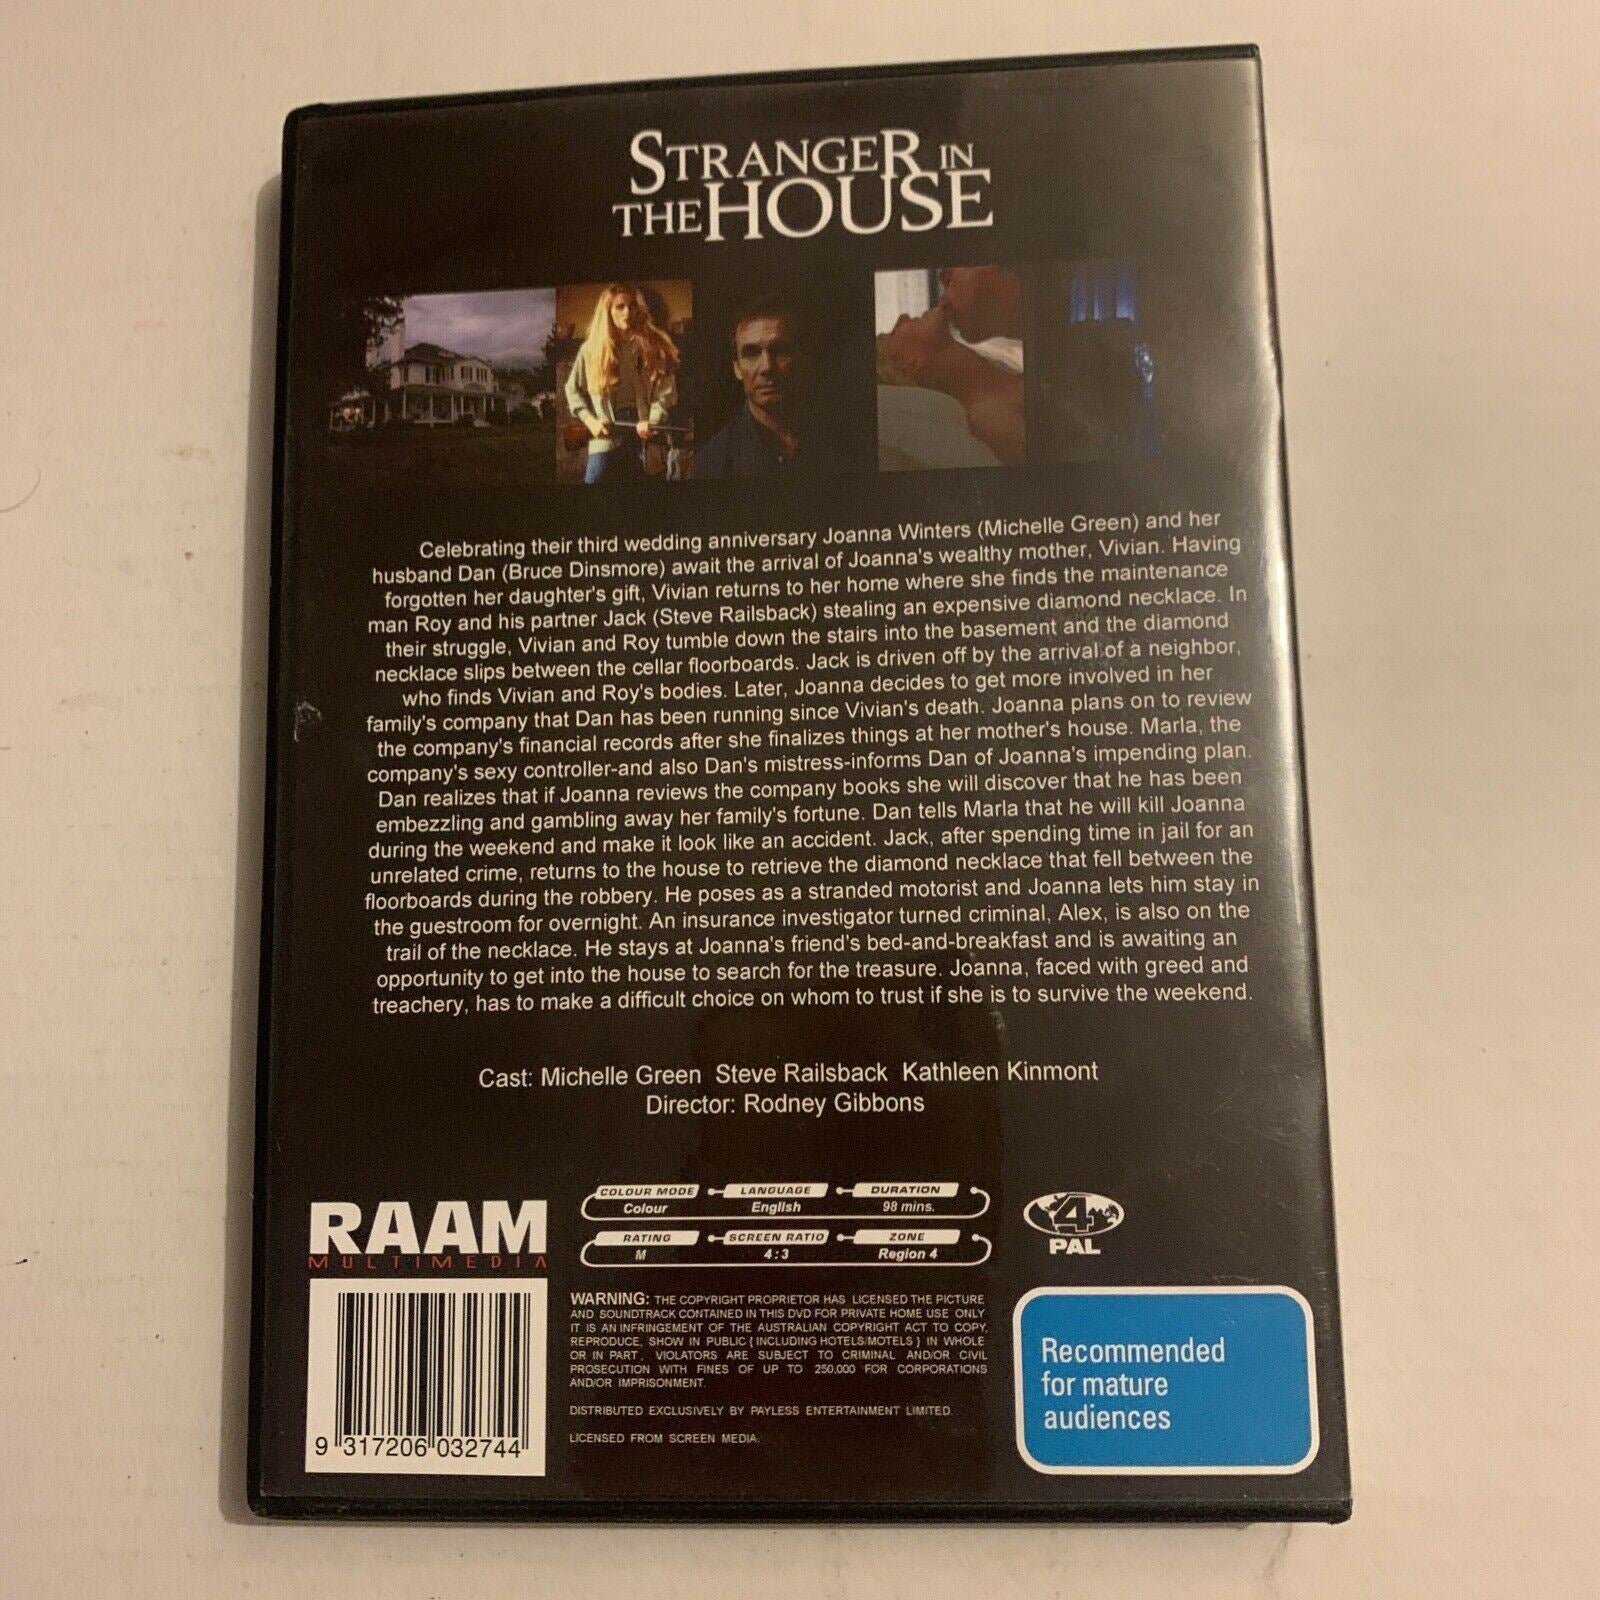 STRANGER IN
THE HOUSE
Celebrating their third wedding anniversary Joanna Winters (Michelle Green) and her
husband Dan (Bruce Dinsmore) await the arrival of Joanna's wealthy mother, Vivian. Having
forgotten her daughter's gift, Vivian returns to her home where she finds the maintenance
man Roy and his partner Jack (Steve Railsback) stealing an expensive diamond necklace. In
their struggle, Vivian and Roy tumble down the stairs into the basement and the diamond
necklace slips between the cellar floorboards. Jack is driven off by the arrival of a neighbor,
who finds Vivian and Roy's bodies. Later, Joanna decides to get more involved in her
family's company that Dan has been running since Vivian's death. Joanna plans on to review
the company's financial records after she finalizes things at her mother's house. Marla, the
company's sexy controller-and also Dan's mistress-informs Dan of Joanna's impending plan.
Dan realizes that if Joanna reviews the company books she will discover that he has been
embezzling and gambling away her family's fortune. Dan tells Marla that he will kill Joanna
during the weekend and make it look like an accident. Jack, after spending time in jail for an
unrelated crime, returns to the house to retrieve the diamond necklace that fell between the
floorboards during the robbery. He poses as a stranded motorist and Joanna lets him stay in
the guestroom for overnight. An insurance investigator turned criminal, Alex, is also on the
trail of the necklace. He stays at Joanna's friend's bed-and-breakfast and is awaiting an
opportunity to get into the house to search for the treasure. Joanna, faced with greed and
treachery, has to make a difficult choice on whom to trust if she is to survive the weekend.
Cast: Michelle Green Steve Railsback Kathleen Kinmont
Director: Rodney Gibbons
RAAM
MULTIMEDIA
COLOUR MODE LANGUAGE DURATION
Colour English 98 mins.
RATING SCREEN RATIO ZONE
M 4:3 Region 4
4
PAL
WARNING: THE COPYRIGHT PROPRIETOR HAS LICENSED THE PICTURE
AND SOUNDTRACK CONTAINED IN THIS DVD FOR PRIVATE HOME USE ONLY
IT IS AN INFRINGEMENT OF THE AUSTRALIAN COPYRIGHT ACT TO COPY,
REPRODUCE, SHOW IN PUBLIC ( INCLUDING HOTELS/MOTELS ) IN WHOLE
OR IN PART, VIOLATORS ARE SUBJECT TO CRIMINAL AND/OR CIVIL
PROSECUTION WITH FINES OF UP TO 250,000 FOR CORPORATIONS
AND/OR IMPRISONMENT.
DISTRIBUTED EXCLUSIVELY BY PAYLESS ENTERTAINMENT LIMITED.
LICENSED FROM SCREEN MEDIA.
9 317206 032744
Recommended
for mature
audiences